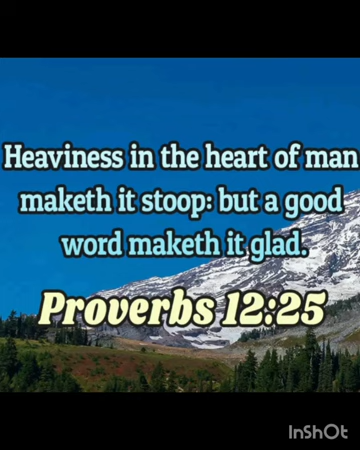 Heaviness in the heart of man
maketh it stoop: but a good
word maketh it glad.
Proverbs 12:25
InShOt